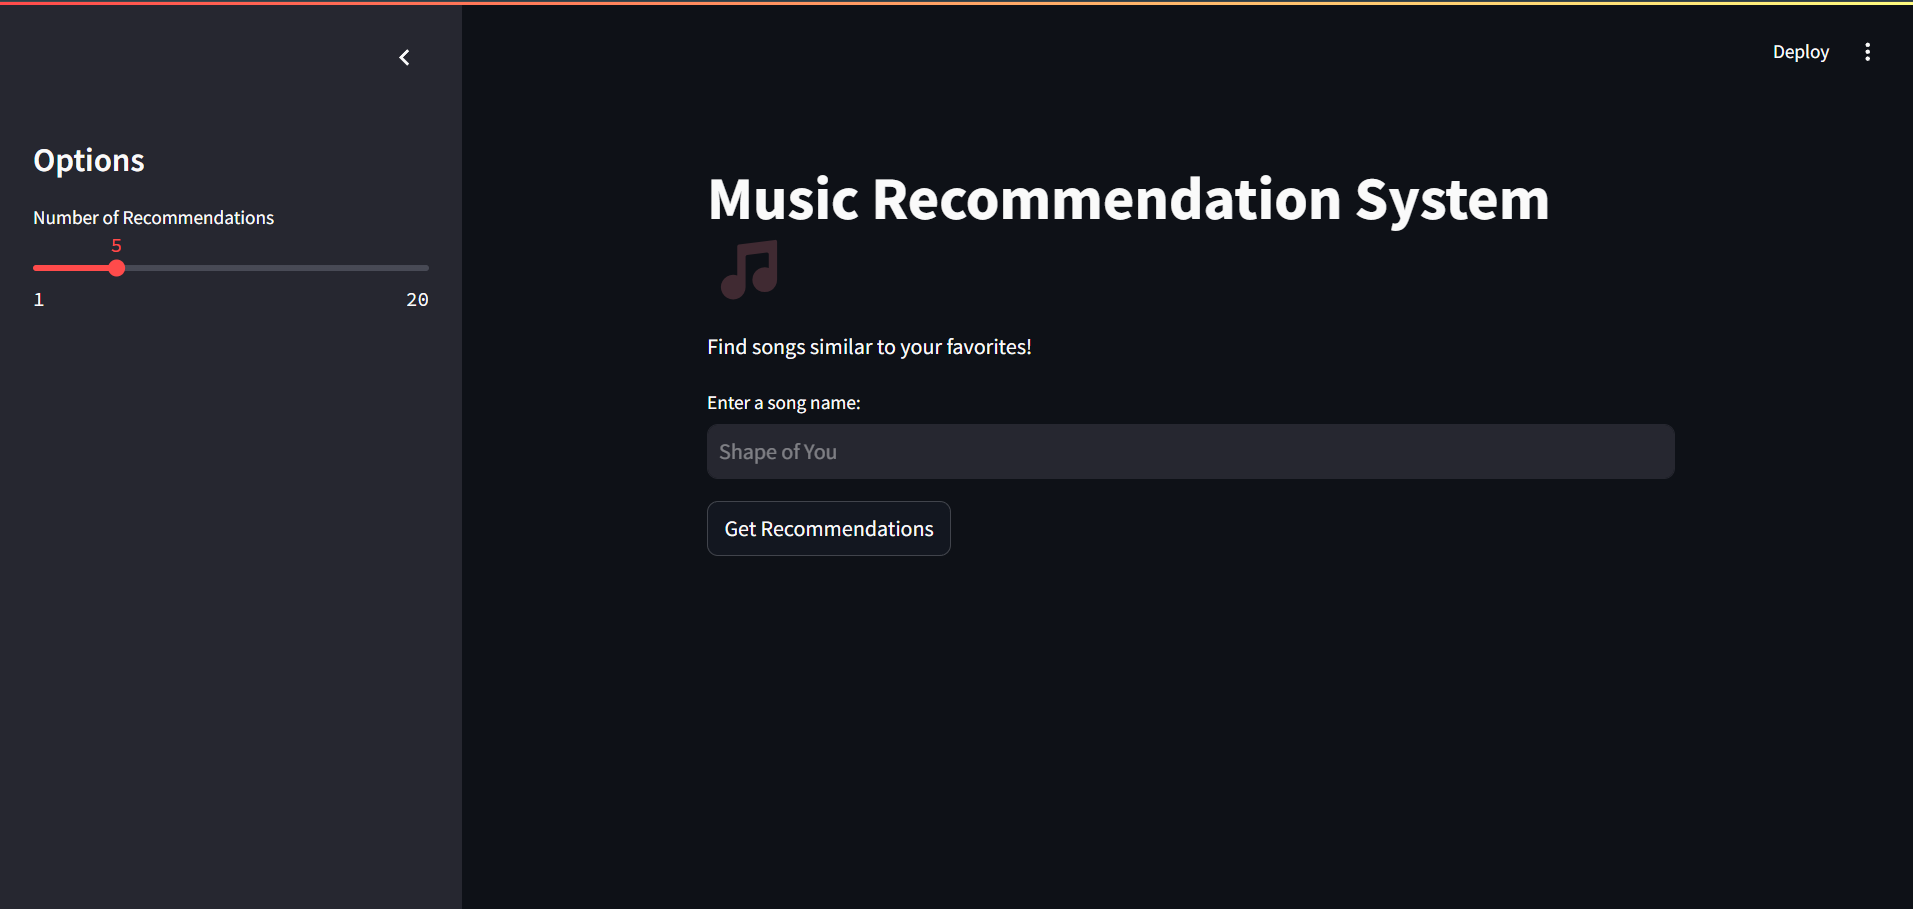 Deploy
Options
Number of Recommendations
5
1 20
Music Recommendation System
🎵
Find songs similar to your favorites!
Enter a song name:
Shape of You
Get Recommendations